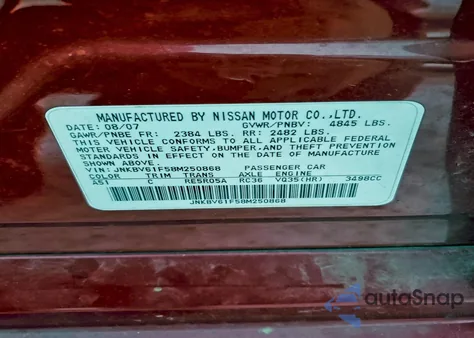 MANUFACTURED BY NISSAN MOTOR CO.,LTD.
DATE: 08/07 GVWR/PNBV: 4845 LBS.
GAWR/PNBE FR: 2384 LBS. RR: 2482 LBS.
THIS VEHICLE CONFORMS TO ALL APPLICABLE FEDERAL
MOTOR VEHICLE SAFETY,BUMPER,AND THEFT PREVENTION
STANDARDS IN EFFECT ON THE DATE OF MANUFACTURE
SHOWN ABOVE.
VIN: JNKBV61F58M250868 PASSENGER CAR
COLOR TRIM TRANS AXLE ENGINE
A51 C RE5R05A RC36 VQ35(HR) 3498CC
JNKBV61F58M250868
autoSnap